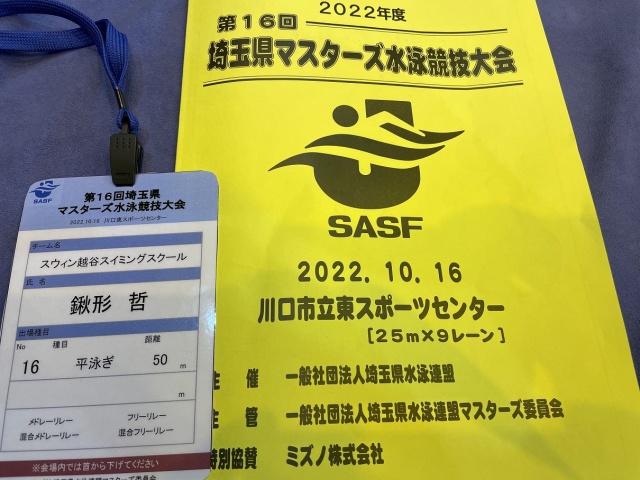 SASF
第16回埼玉県
マスターズ水泳競技大会
2022.10.16 川口東スポーツセンター
チーム名
スウィン越谷スイミングスクール
氏 名
鍬形 哲
出場種目
No 種目 距離
16 平泳ぎ 50 m
m
メドレーリレー フリーリレー
混合メドレーリレー 混合フリーリレー
※会場内では首から下げてください
2022年度
第16回
埼玉県マスターズ水泳競技大会
SASF
2022.10.16
川口市立東スポーツセンター
[25m×9レーン]
主 催 一般社団法人埼玉県水泳連盟
主 管 一般社団法人埼玉県水泳連盟マスターズ委員会
特別協賛 ミズノ株式会社